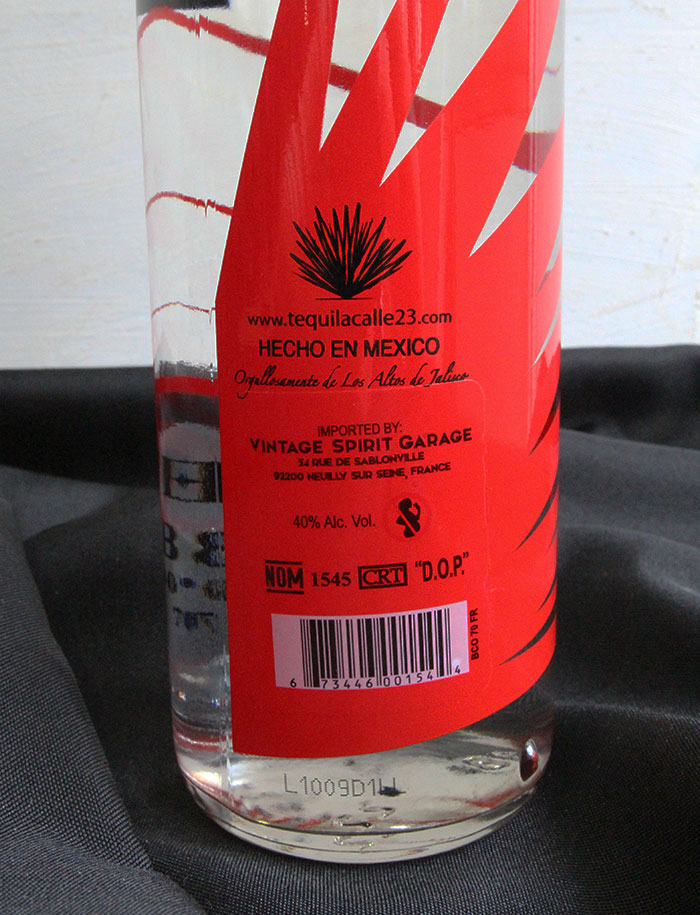 www.tequilacalle23.com
HECHO EN MEXICO
Orgullosamente de Los Altos de Jalisco
IMPORTED BY:
VINTAGE SPIRIT GARAGE
34 RUE DE SABLONVILLE
92200 NEUILLY SUR SEINE, FRANCE
40% Alc. Vol.
NOM 1545 CRT "D.O.P."
BCO 70 FR
6 73446 00154 4